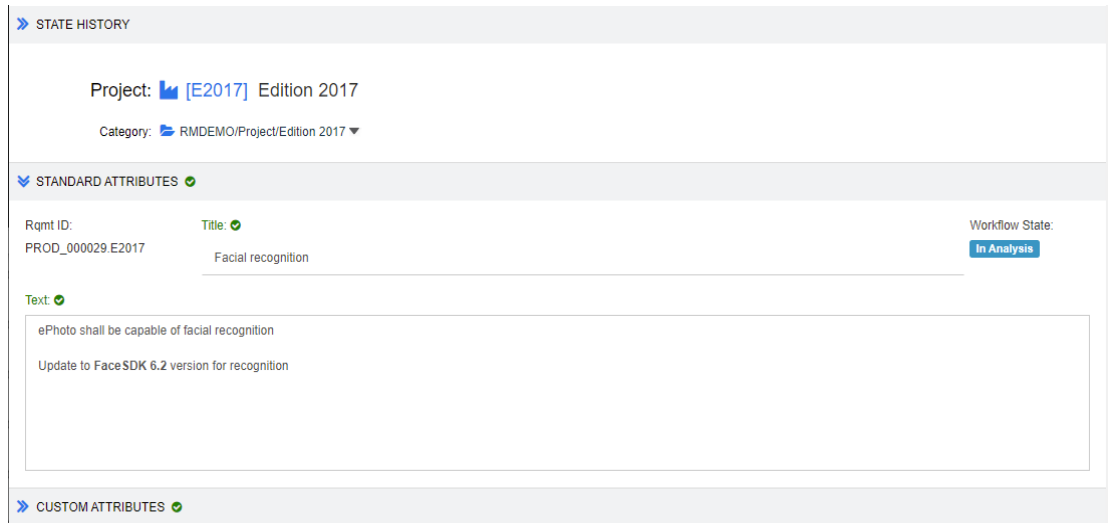 STATE HISTORY
Project: [E2017] Edition 2017
Category: RMDEMO/Project/Edition 2017
STANDARD ATTRIBUTES
Rqmt ID: Title: Workflow State:
PROD_000029.E2017 Facial recognition In Analysis
Text:
ePhoto shall be capable of facial recognition
Update to FaceSDK 6.2 version for recognition
CUSTOM ATTRIBUTES